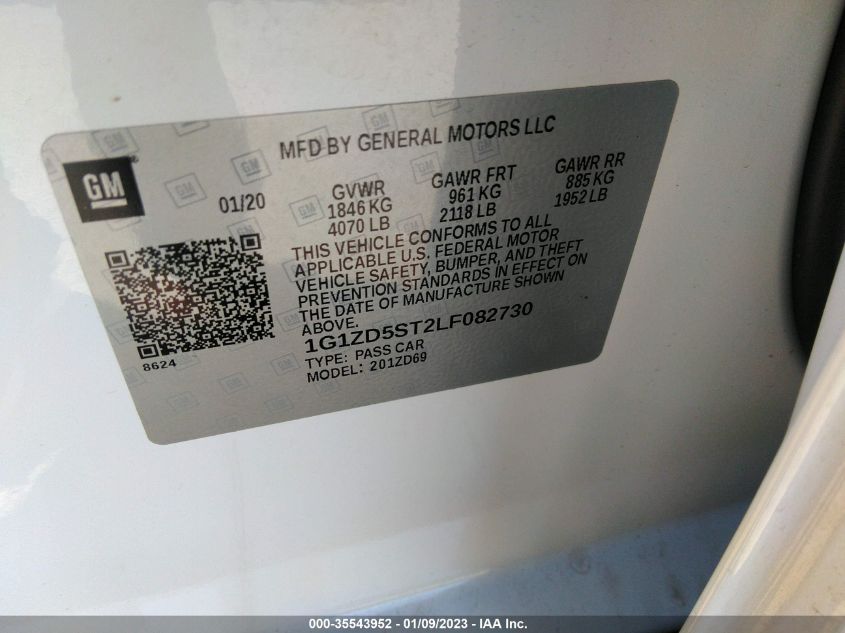 MFD BY GENERAL MOTORS LLC
GM
01/20
GVWR
1846 KG
4070 LB
GAWR FRT
961 KG
2118 LB
GAWR RR
885 KG
1952 LB
THIS VEHICLE CONFORMS TO ALL
APPLICABLE U.S. FEDERAL MOTOR
VEHICLE SAFETY, BUMPER, AND THEFT
PREVENTION STANDARDS IN EFFECT ON
THE DATE OF MANUFACTURE SHOWN
ABOVE.
8624
1G1ZD5ST2LF082730
TYPE: PASS CAR
MODEL: 201ZD69
000-35543952 - 01/09/2023 - IAA Inc.